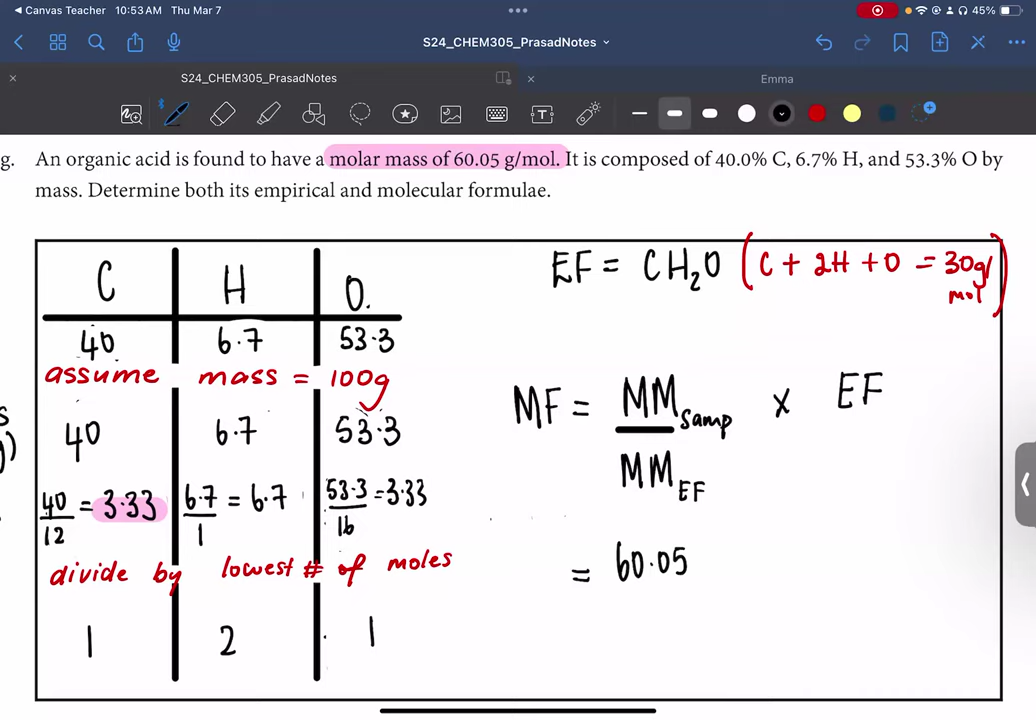 Canvas Teacher 10:53 AM Thu Mar 7 45%
S24_CHEM305_PrasadNotes
S24_CHEM305_PrasadNotes Emma
g. An organic acid is found to have a molar mass of 60.05 g/mol. It is composed of 40.0% C, 6.7% H, and 53.3% O by
mass. Determine both its empirical and molecular formulae.
C H O.
40 6.7 53.3
assume mass = 100g
40 6.7 53.3
40/12 = 3.33 6.7/1 = 6.7 53.3/16 = 3.33
divide by lowest # of moles
1 2 1
EF = CH₂O (C + 2H + O = 30g/mol)
MF = MM samp / MM EF x EF
= 60.05
s
g)